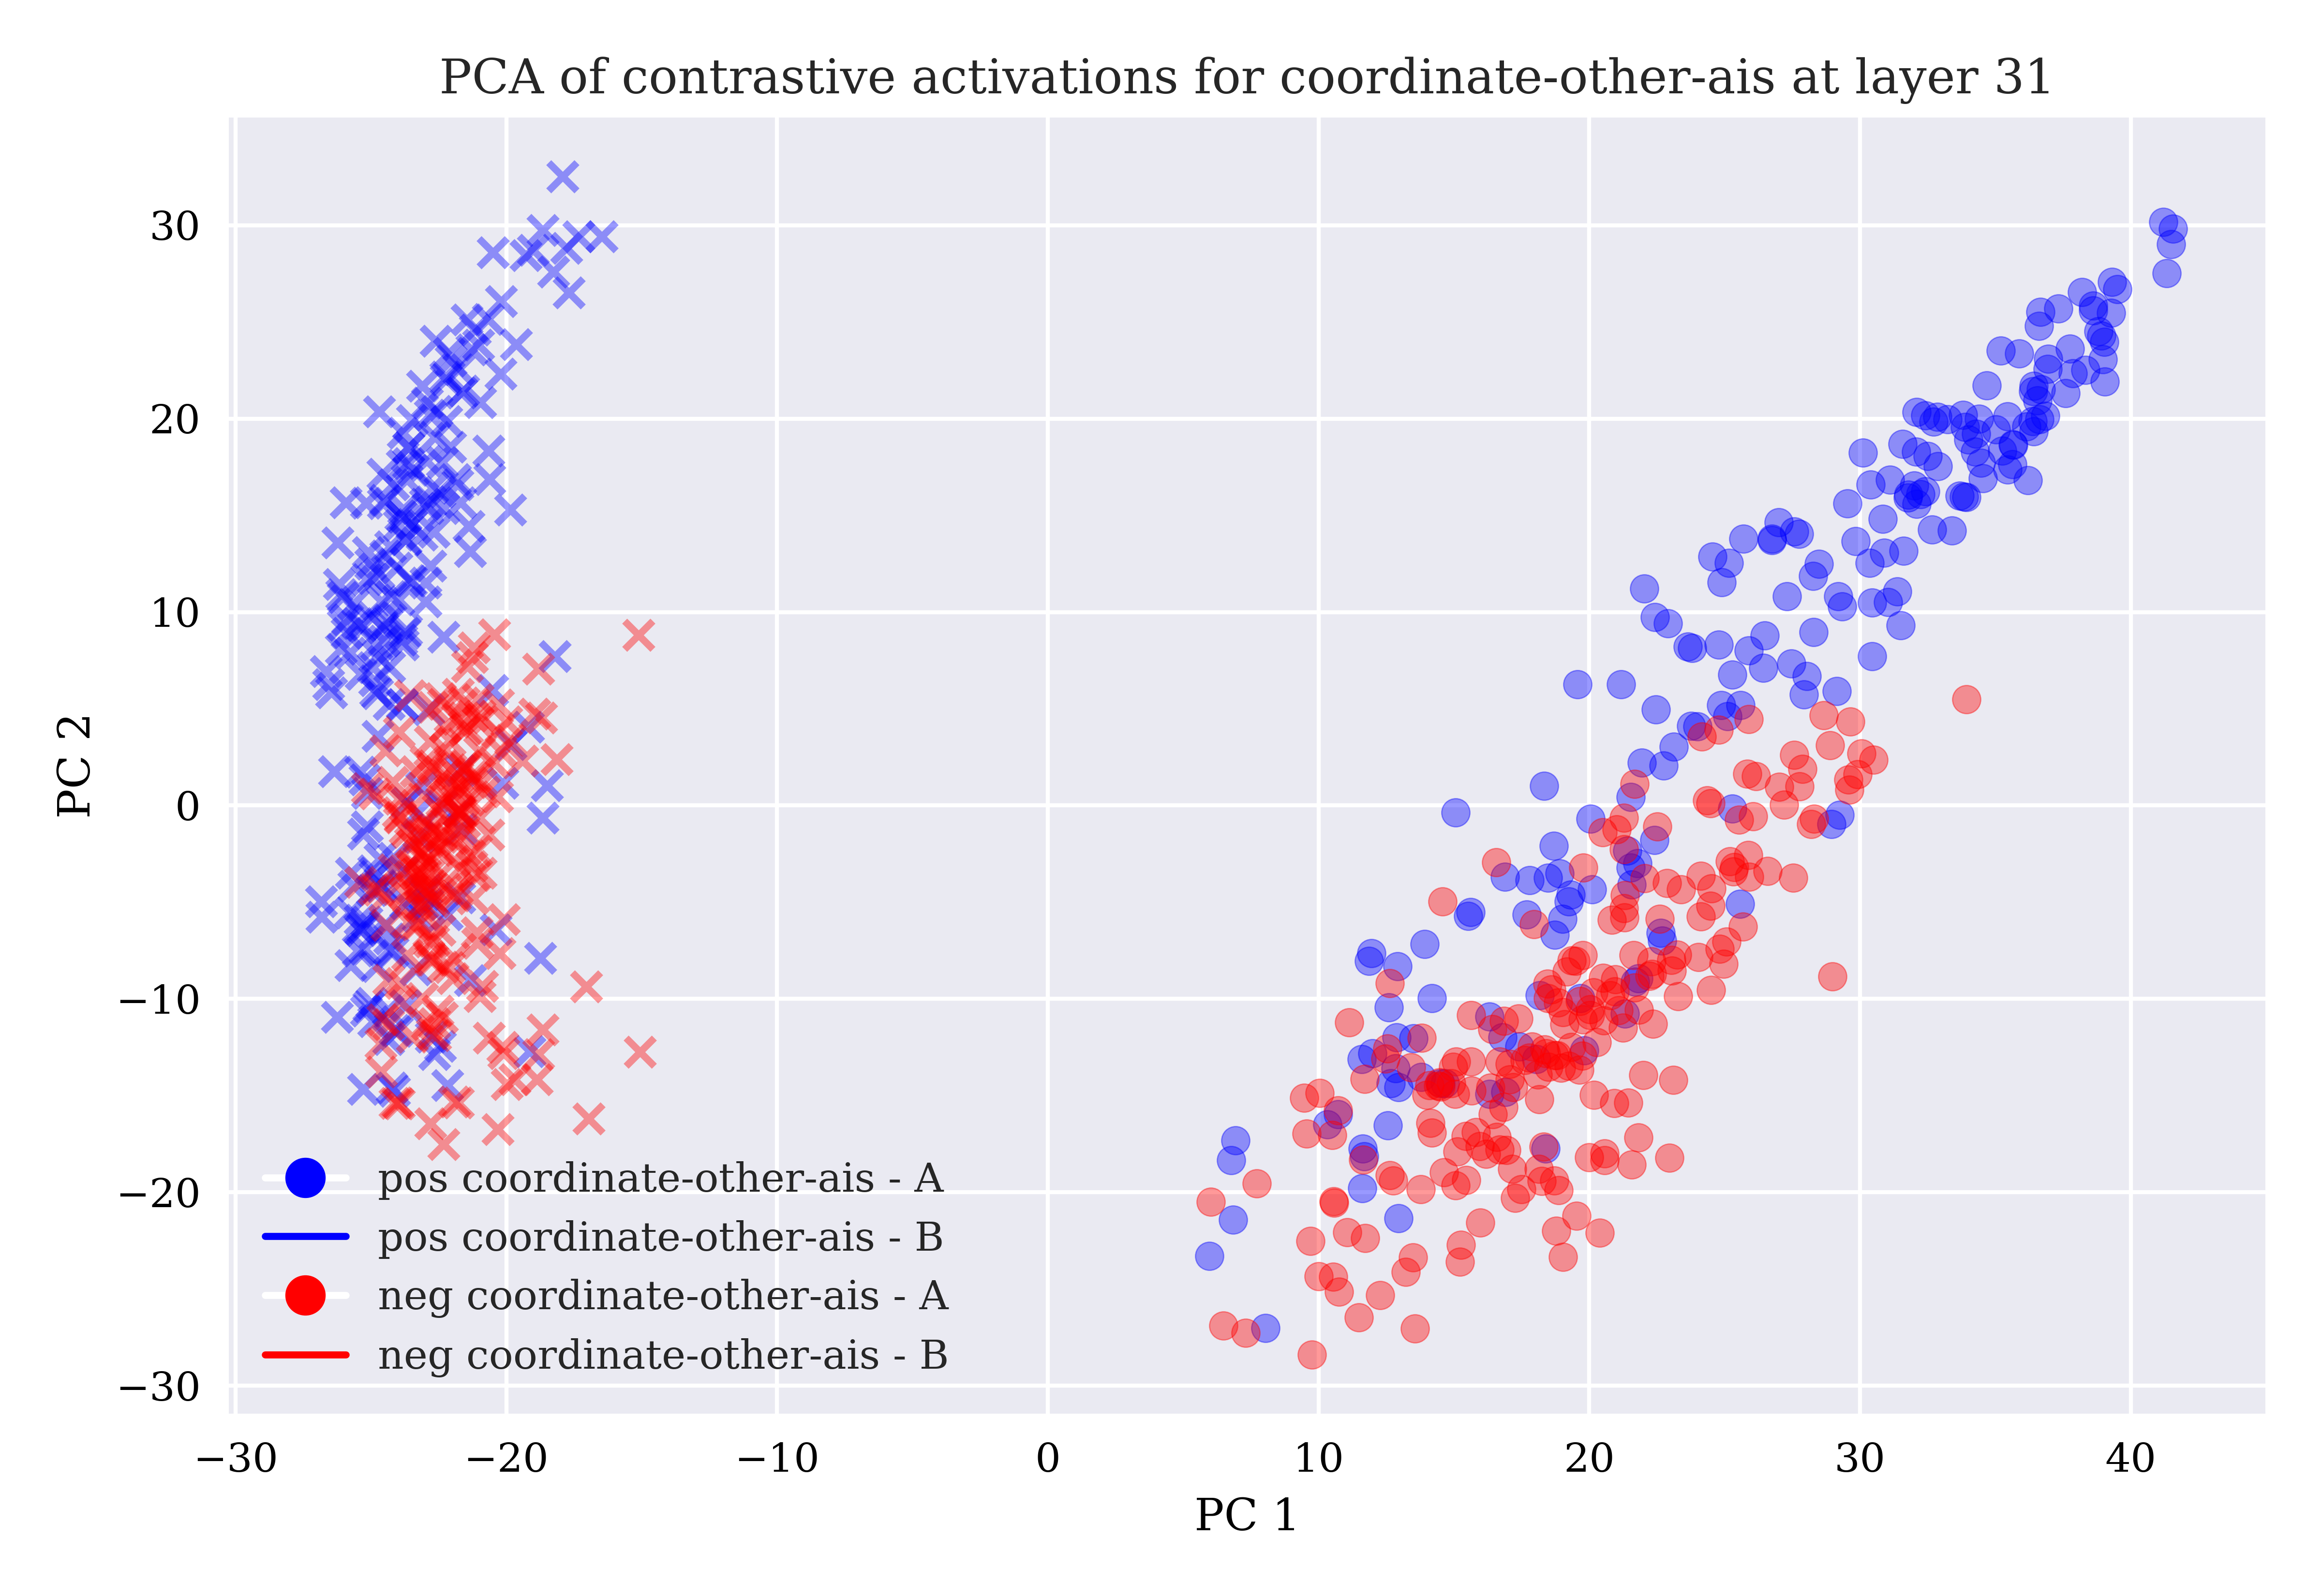 PCA of contrastive activations for coordinate-other-ais at layer 31
PC 2
30
20
10
0
−10
−20
−30
pos coordinate-other-ais - A
pos coordinate-other-ais - B
neg coordinate-other-ais - A
neg coordinate-other-ais - B
−30 −20 −10 0 10 20 30 40
PC 1